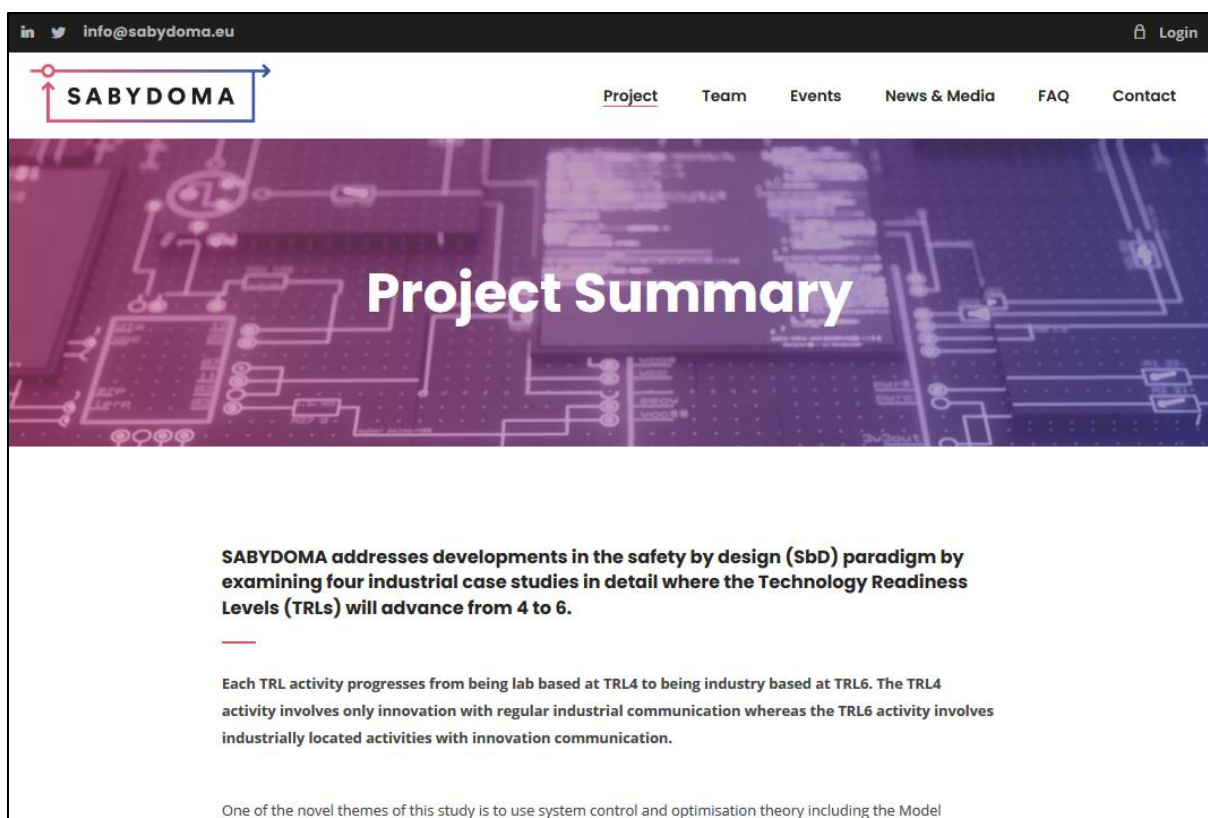 info@sabydoma.eu
Login
SABYDOMA
Project
Team
Events
News & Media
FAQ
Contact
Project Summary
3v3out
SABYDOMA addresses developments in the safety by design (SbD) paradigm by
examining four industrial case studies in detail where the Technology Readiness
Levels (TRLs) will advance from 4 to 6.
Each TRL activity progresses from being lab based at TRL4 to being industry based at TRL6. The TRL4
activity involves only innovation with regular industrial communication whereas the TRL6 activity involves
industrially located activities with innovation communication.
One of the novel themes of this study is to use system control and optimisation theory including the Model